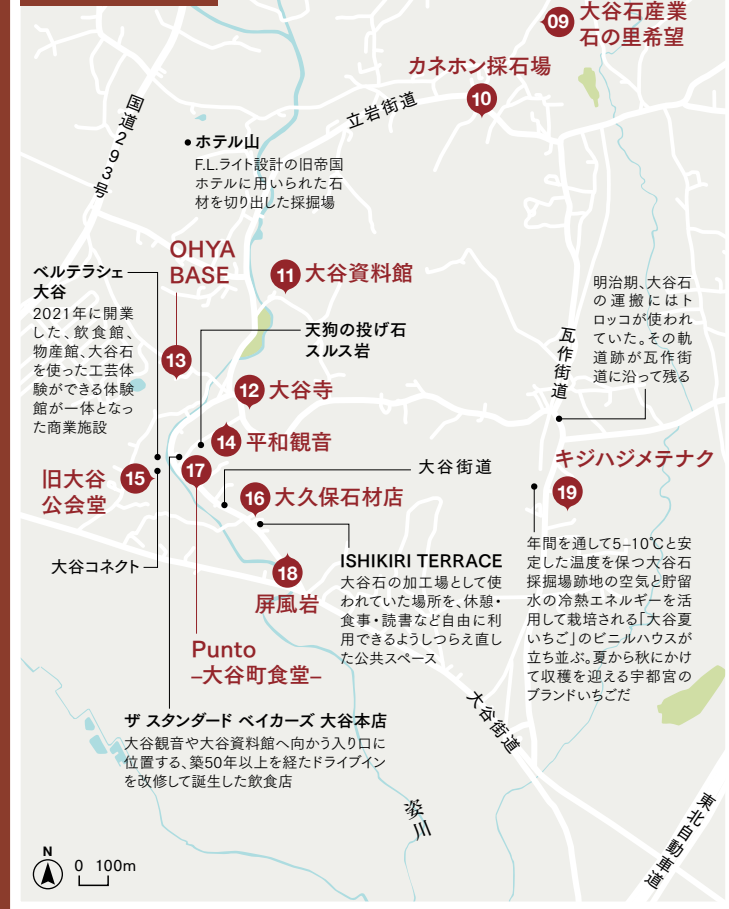 09
大谷石産業
石の里希望
カネホン採石場
10
立岩街道
国道293号
ホテル山
F.L.ライト設計の旧帝国
ホテルに用いられた石
材を切り出した採掘場
OHYA
BASE
13
11 大谷資料館
ベルテラシェ
大谷
2021年に開業
した、飲食館、
物産館、大谷石
を使った工芸体
験ができる体験
館が一体となっ
た商業施設
天狗の投げ石
スルス岩
明治期、大谷石
の運搬にはト
ロッコが使われ
ていた。その軌
道跡が瓦作街
道に沿って残る
瓦作街道
12 大谷寺
14 平和観音
17
旧大谷
公会堂
15
大谷街道
16 大久保石材店
キジハジメテナク
19
大谷コネクト
ISHIKIRI TERRACE
大谷石の加工場として使
われていた場所を、休憩・
食事・読書など自由に利
用できるようしつらえ直し
た公共スペース
18
屏風岩
年間を通して5–10℃と安
定した温度を保つ大谷石
採掘場跡地の空気と貯留
水の冷熱エネルギーを活
用して栽培される「大谷夏
いちご」のビニルハウスが
立ち並ぶ。夏から秋にかけ
て収穫を迎える宇都宮の
ブランドいちごだ
Punto
–大谷町食堂–
ザ スタンダード ベイカーズ 大谷本店
大谷観音や大谷資料館へ向かう入り口に
位置する、築50年以上を経たドライブイン
を改修して誕生した飲食店
大谷街道
姿川
東北自動車道
N
0 100m